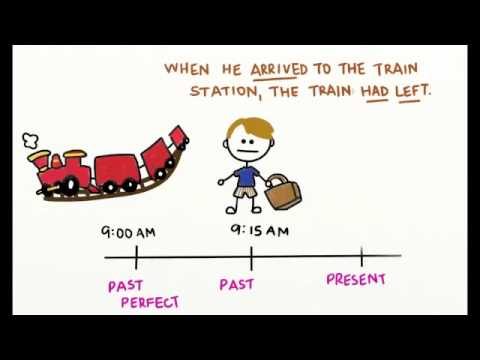 WHEN HE ARRIVED TO THE TRAIN
STATION, THE TRAIN HAD LEFT.
9:00 AM
9:15 AM
PAST
PERFECT
PAST
PRESENT